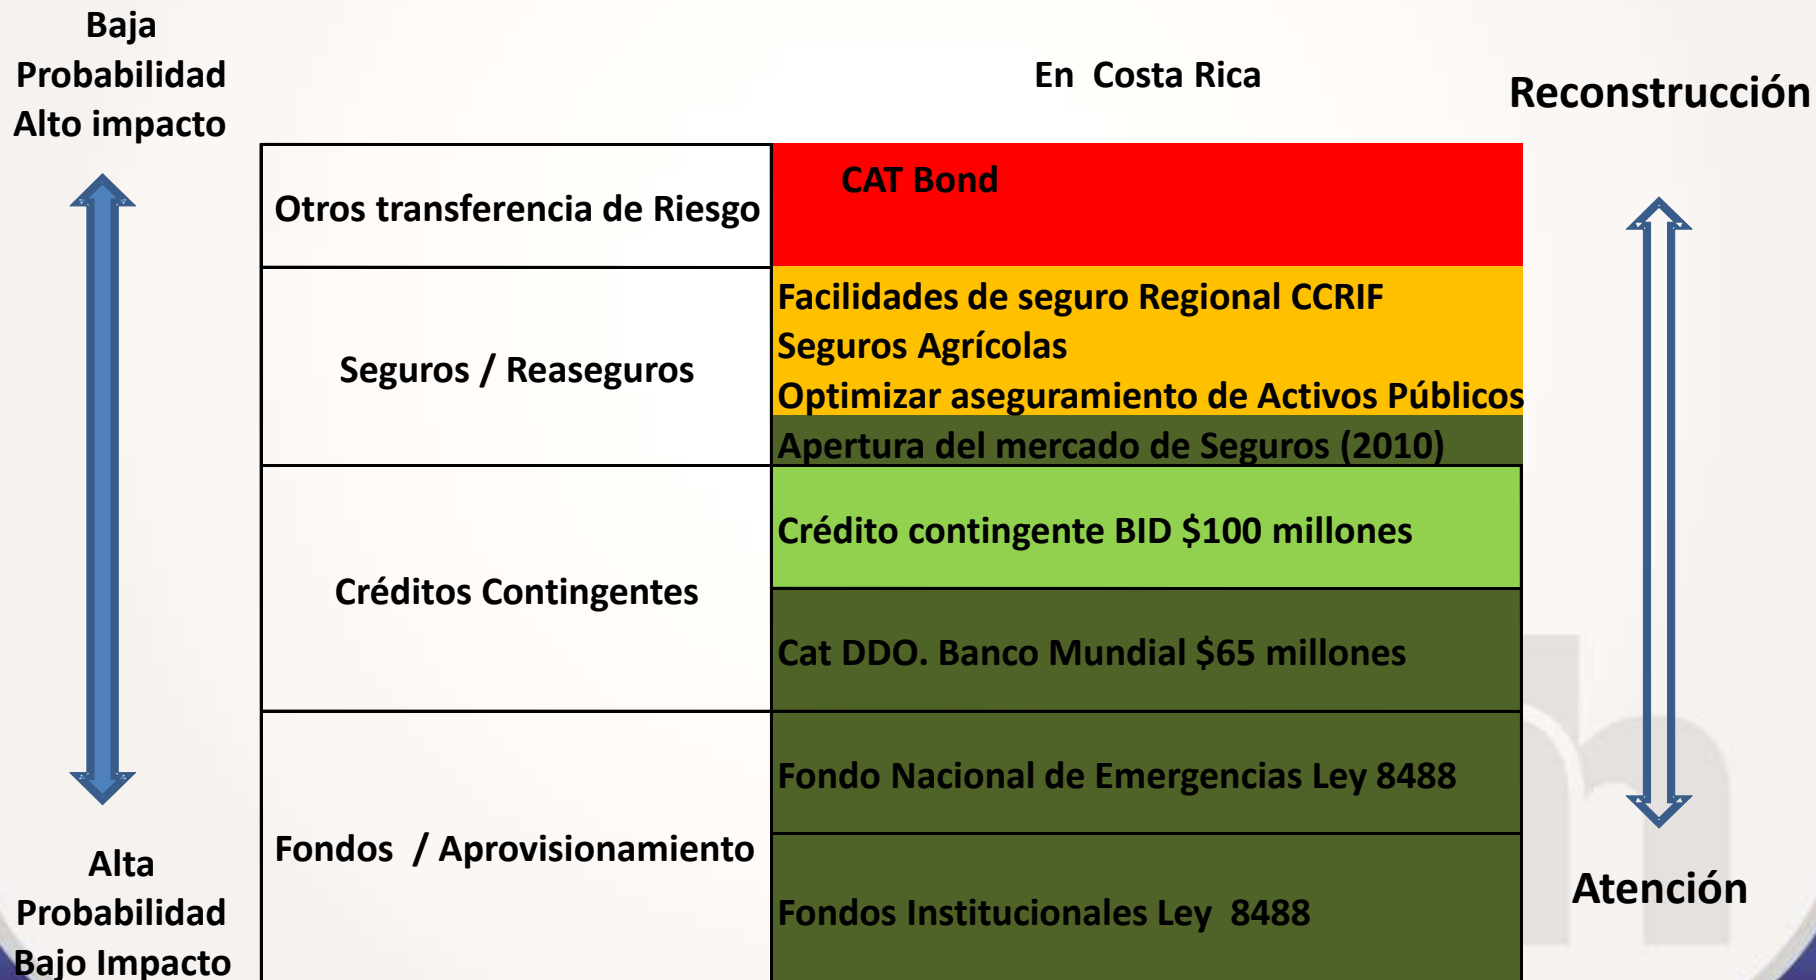 Baja
Probabilidad
Alto impacto
En Costa Rica
Reconstrucción
Otros transferencia de Riesgo
CAT Bond
Seguros / Reaseguros
Facilidades de seguro Regional CCRIF
Seguros Agrícolas
Optimizar aseguramiento de Activos Públicos
Apertura del mercado de Seguros (2010)
Créditos Contingentes
Crédito contingente BID $100 millones
Cat DDO. Banco Mundial $65 millones
Fondos / Aprovisionamiento
Fondo Nacional de Emergencias Ley 8488
Fondos Institucionales Ley 8488
Alta
Probabilidad
Bajo Impacto
Atención